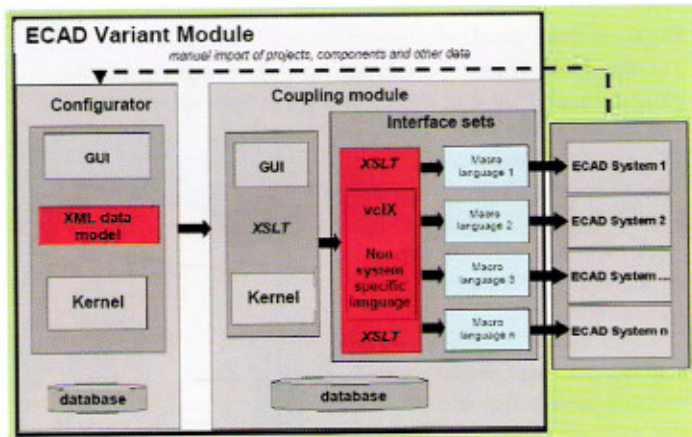 ECAD Variant Module
manual import of projects, components and other data
Configurator
GUI
XML data
model
Kernel
database
Coupling module
GUI
XSLT
Kernel
database
Interface sets
XSLT
vclX
Non
system
specific
language
XSLT
Macro
language 1
Macro
language 2
Macro
language 3
Macro
language n
ECAD System 1
ECAD System 2
ECAD System ...
ECAD System n